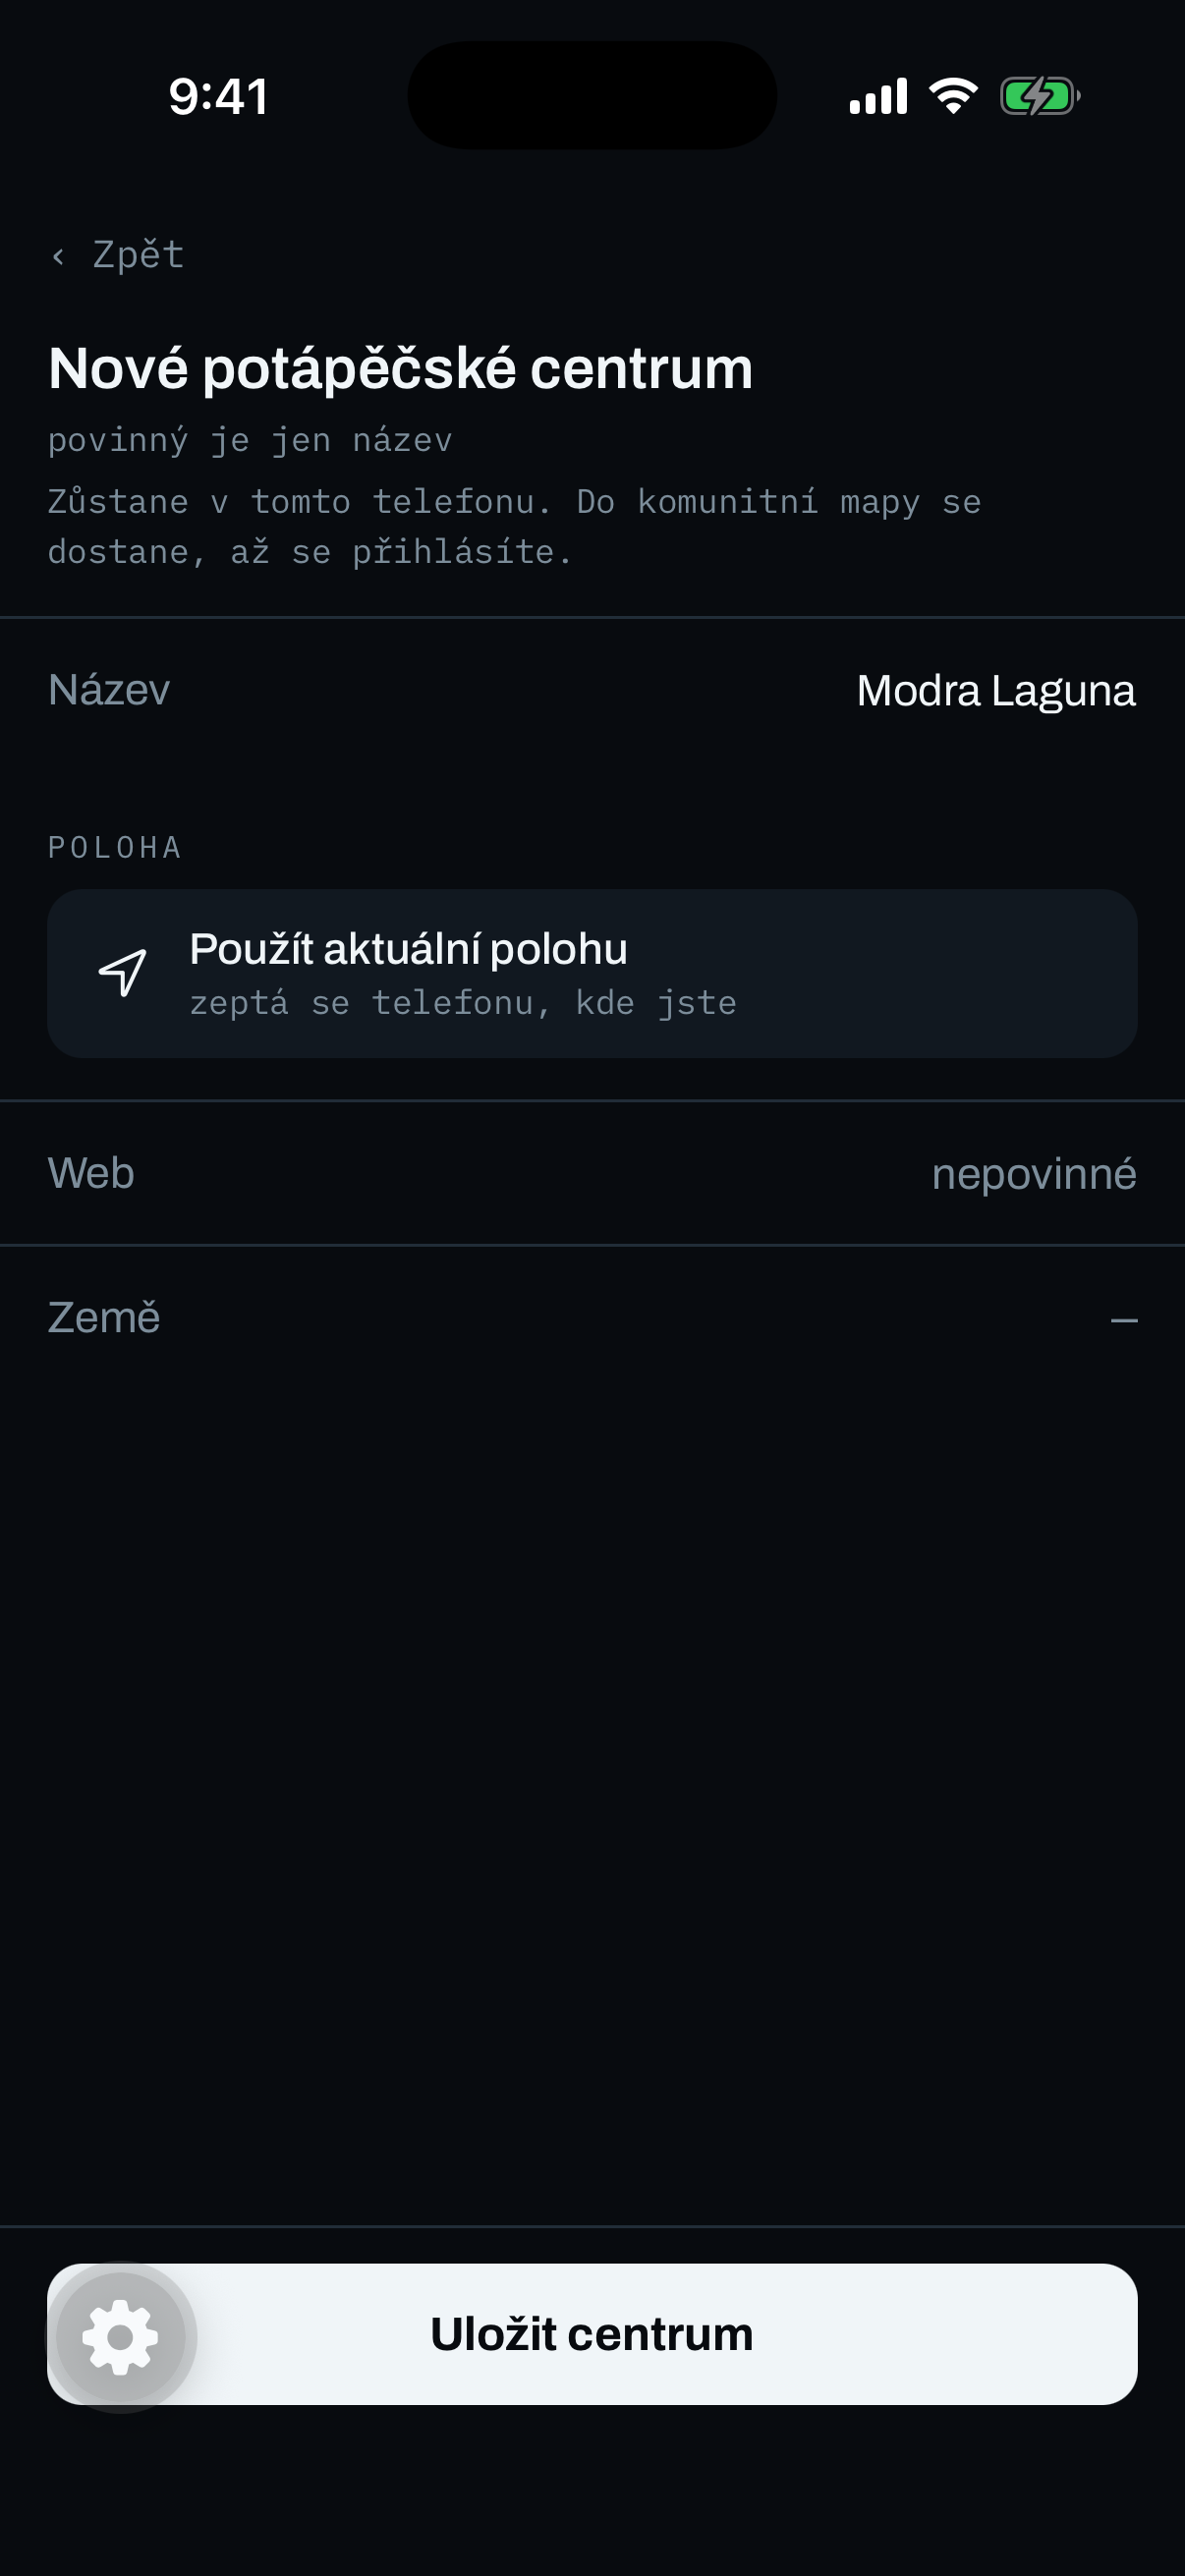 9:41
‹ Zpět
Nové potápěčské centrum
povinný je jen název
Zůstane v tomto telefonu. Do komunitní mapy se
dostane, až se přihlásíte.
Název Modra Laguna
POLOHA
Použít aktuální polohu
zeptá se telefonu, kde jste
Web nepovinné
Země —
Uložit centrum